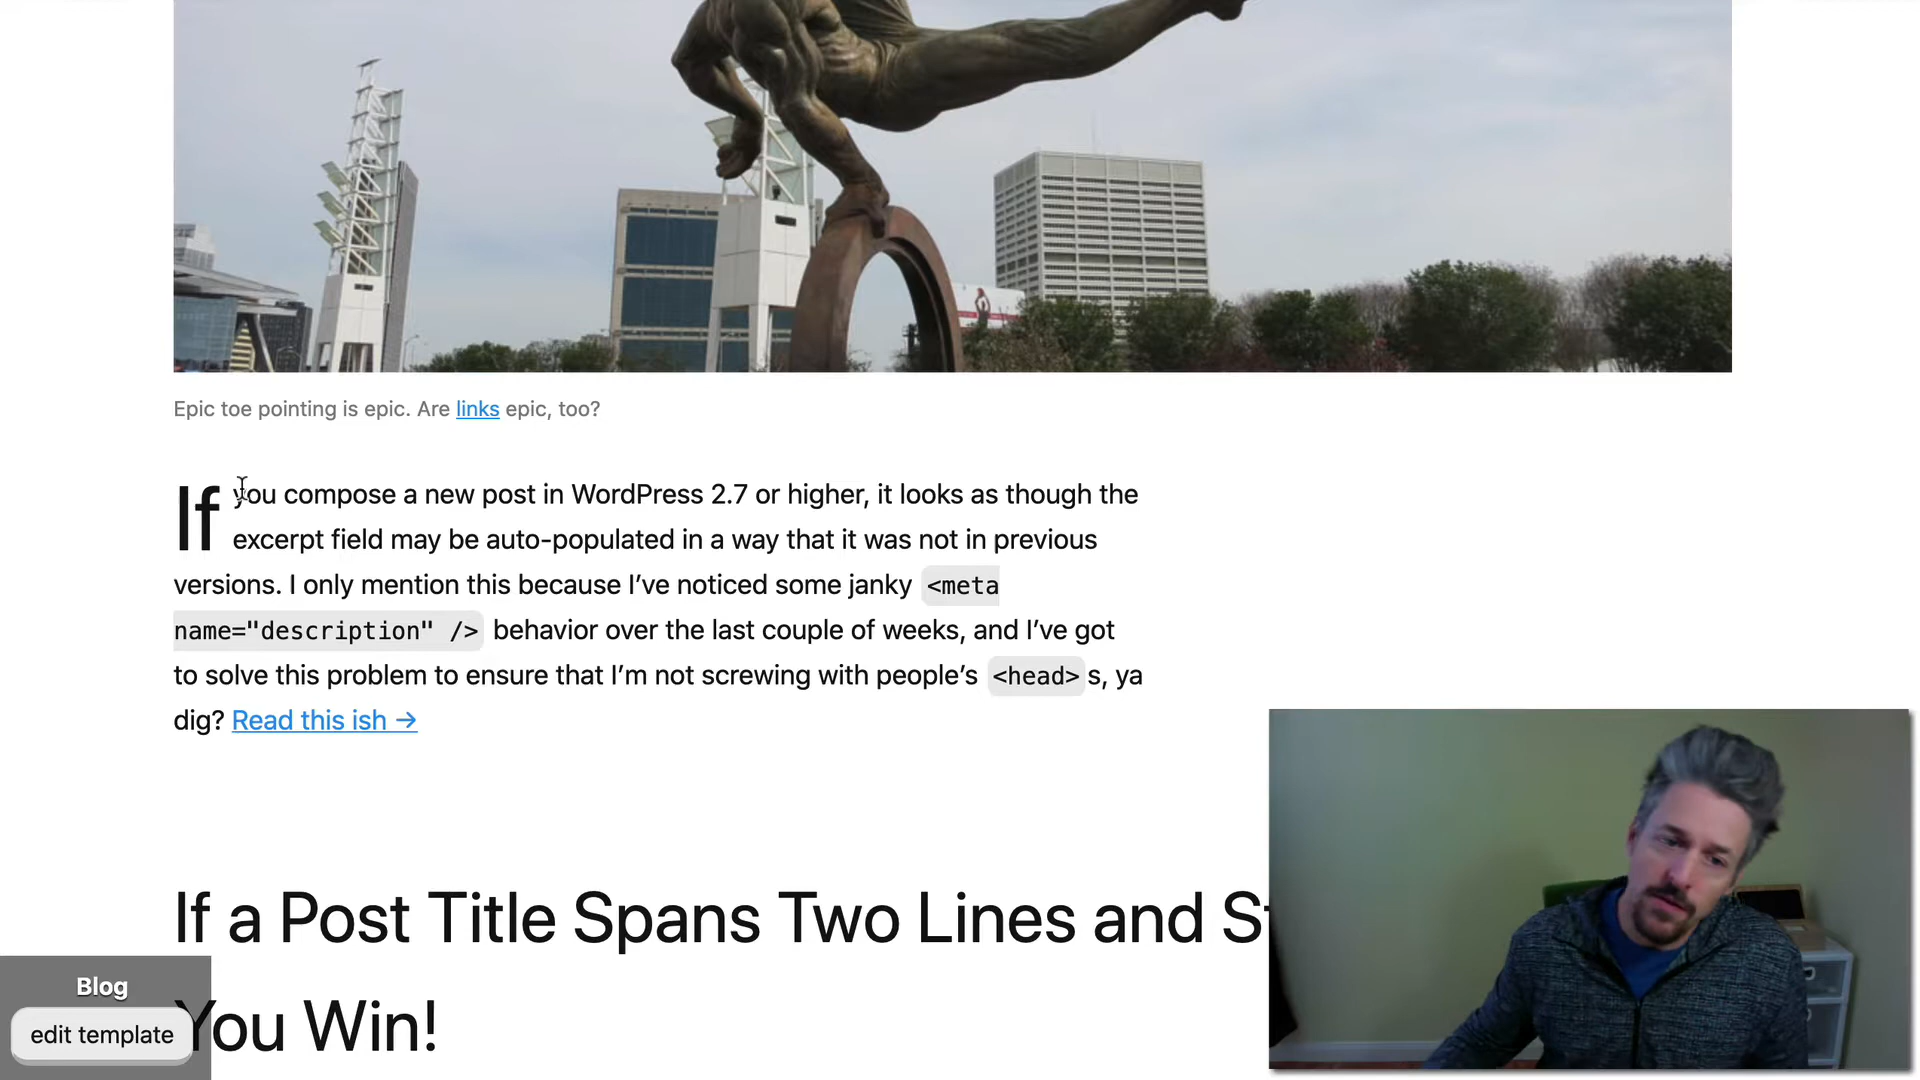 Epic toe pointing is epic. Are links epic, too?
If you compose a new post in WordPress 2.7 or higher, it looks as though the
excerpt field may be auto-populated in a way that it was not in previous
versions. I only mention this because I’ve noticed some janky <meta
name="description" /> behavior over the last couple of weeks, and I’ve got
to solve this problem to ensure that I’m not screwing with people’s <head>s, ya
dig? Read this ish →
If a Post Title Spans Two Lines and
You Win!
Blog
edit template